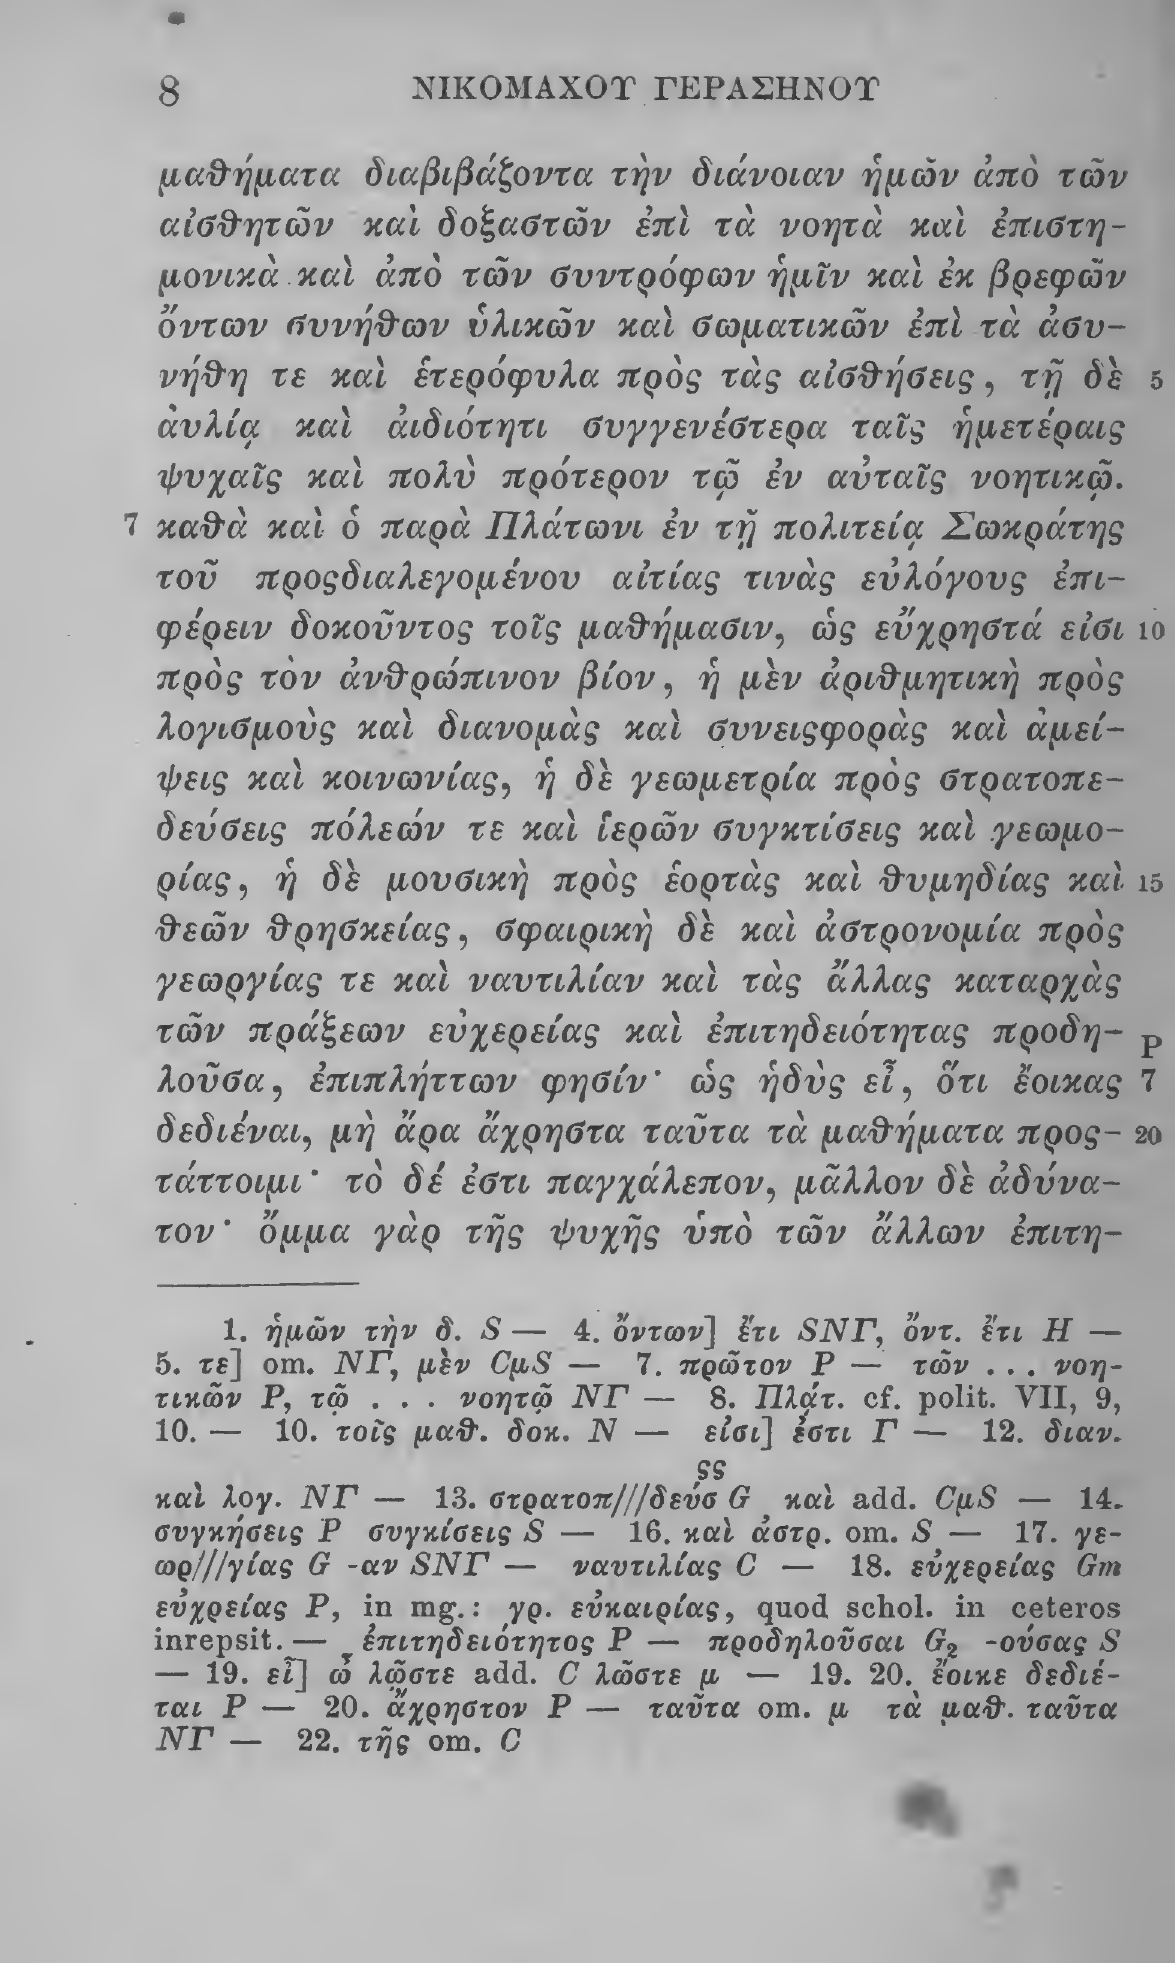 8 ΝΙΚΟΜΑΧΟΥ ΓΕΡΑΣΗΝΟΥ
μαθήματα διαβιβάζοντα τὴν διάνοιαν ἡμῶν ἀπὸ τῶν
αἰσθητῶν καὶ δοξαστῶν ἐπὶ τὰ νοητὰ καὶ ἐπιστη-
μονικὰ καὶ ἀπὸ τῶν συντρόφων ἡμῖν καὶ ἐκ βρεφῶν
ὄντων συνήθων ὑλικῶν καὶ σωματικῶν ἐπὶ τὰ ἀσυ-
νήθη τε καὶ ἑτερόφυλα πρὸς τὰς αἰσθήσεις, τῇ δὲ 5
ἀυλίᾳ καὶ ἀιδιότητι συγγενέστερα ταῖς ἡμετέραις
ψυχαῖς καὶ πολὺ πρότερον τῷ ἐν αὐταῖς νοητικῷ.
7 καθὰ καὶ ὁ παρὰ Πλάτωνι ἐν τῇ πολιτείᾳ Σωκράτης
τοῦ προςδιαλεγομένου αἰτίας τινὰς εὐλόγους ἐπι-
φέρειν δοκοῦντος τοῖς μαθήμασιν, ὡς εὔχρηστά εἰσι 10
πρὸς τὸν ἀνθρώπινον βίον, ἡ μὲν ἀριθμητικὴ πρὸς
λογισμοὺς καὶ διανομὰς καὶ συνεισφορὰς καὶ ἀμεί-
ψεις καὶ κοινωνίας, ἡ δὲ γεωμετρία πρὸς στρατοπε-
δεύσεις πόλεών τε καὶ ἱερῶν συγκτίσεις καὶ γεωμο-
ρίας, ἡ δὲ μουσικὴ πρὸς ἑορτὰς καὶ θυμηδίας καὶ 15
θεῶν θρησκείας, σφαιρικὴ δὲ καὶ ἀστρονομία πρὸς
γεωργίας τε καὶ ναυτιλίαν καὶ τὰς ἄλλας καταρχὰς
τῶν πράξεων εὐχερείας καὶ ἐπιτηδειότητας προδη- P
λοῦσα, ἐπιπλήττων φησίν· ὡς ἡδὺς εἶ, ὅτι ἔοικας 7
δεδιέναι, μὴ ἄρα ἄχρηστα ταῦτα τὰ μαθήματα προς- 20
τάττοιμι· τὸ δέ ἐστι παγχάλεπον, μᾶλλον δὲ ἀδύνα-
τον· ὄμμα γὰρ τῆς ψυχῆς ὑπὸ τῶν ἄλλων ἐπιτη-
1. ἡμῶν τὴν δ. S — 4. ὄντων] ἔτι SNΓ, ὄντ. ἔτι H —
5. τε] om. NΓ, μὲν CμS — 7. πρῶτον P — τῶν ... νοη-
τικῶν P, τῷ ... νοητῷ NΓ — 8. Πλάτ. cf. polit. VII, 9,
10. — 10. τοῖς μαθ. δοκ. N — εἰσι] ἐστι Γ — 12. διαν.
ςς
καὶ λογ. NΓ — 13. στρατοπ///δεύσ G καὶ add. CμS — 14.
συγκήσεις P συγκίσεις S — 16. καὶ ἀστρ. om. S — 17. γε-
ωρ///γίας G -αν SNΓ — ναυτιλίας C — 18. εὐχερείας Gm
εὐχρείας P, in mg.: γρ. εὐκαιρίας, quod schol. in ceteros
inrepsit. — ἐπιτηδειότητος P — προδηλοῦσαι G₂ -ούσας S
— 19. εἶ] ὦ λῷστε add. C λῶστε μ — 19. 20. ἔοικε δεδιέ-
ται P — 20. ἄχρηστον P — ταῦτα om. μ τὰ μαθ. ταῦτα
NΓ — 22. τῆς om. C